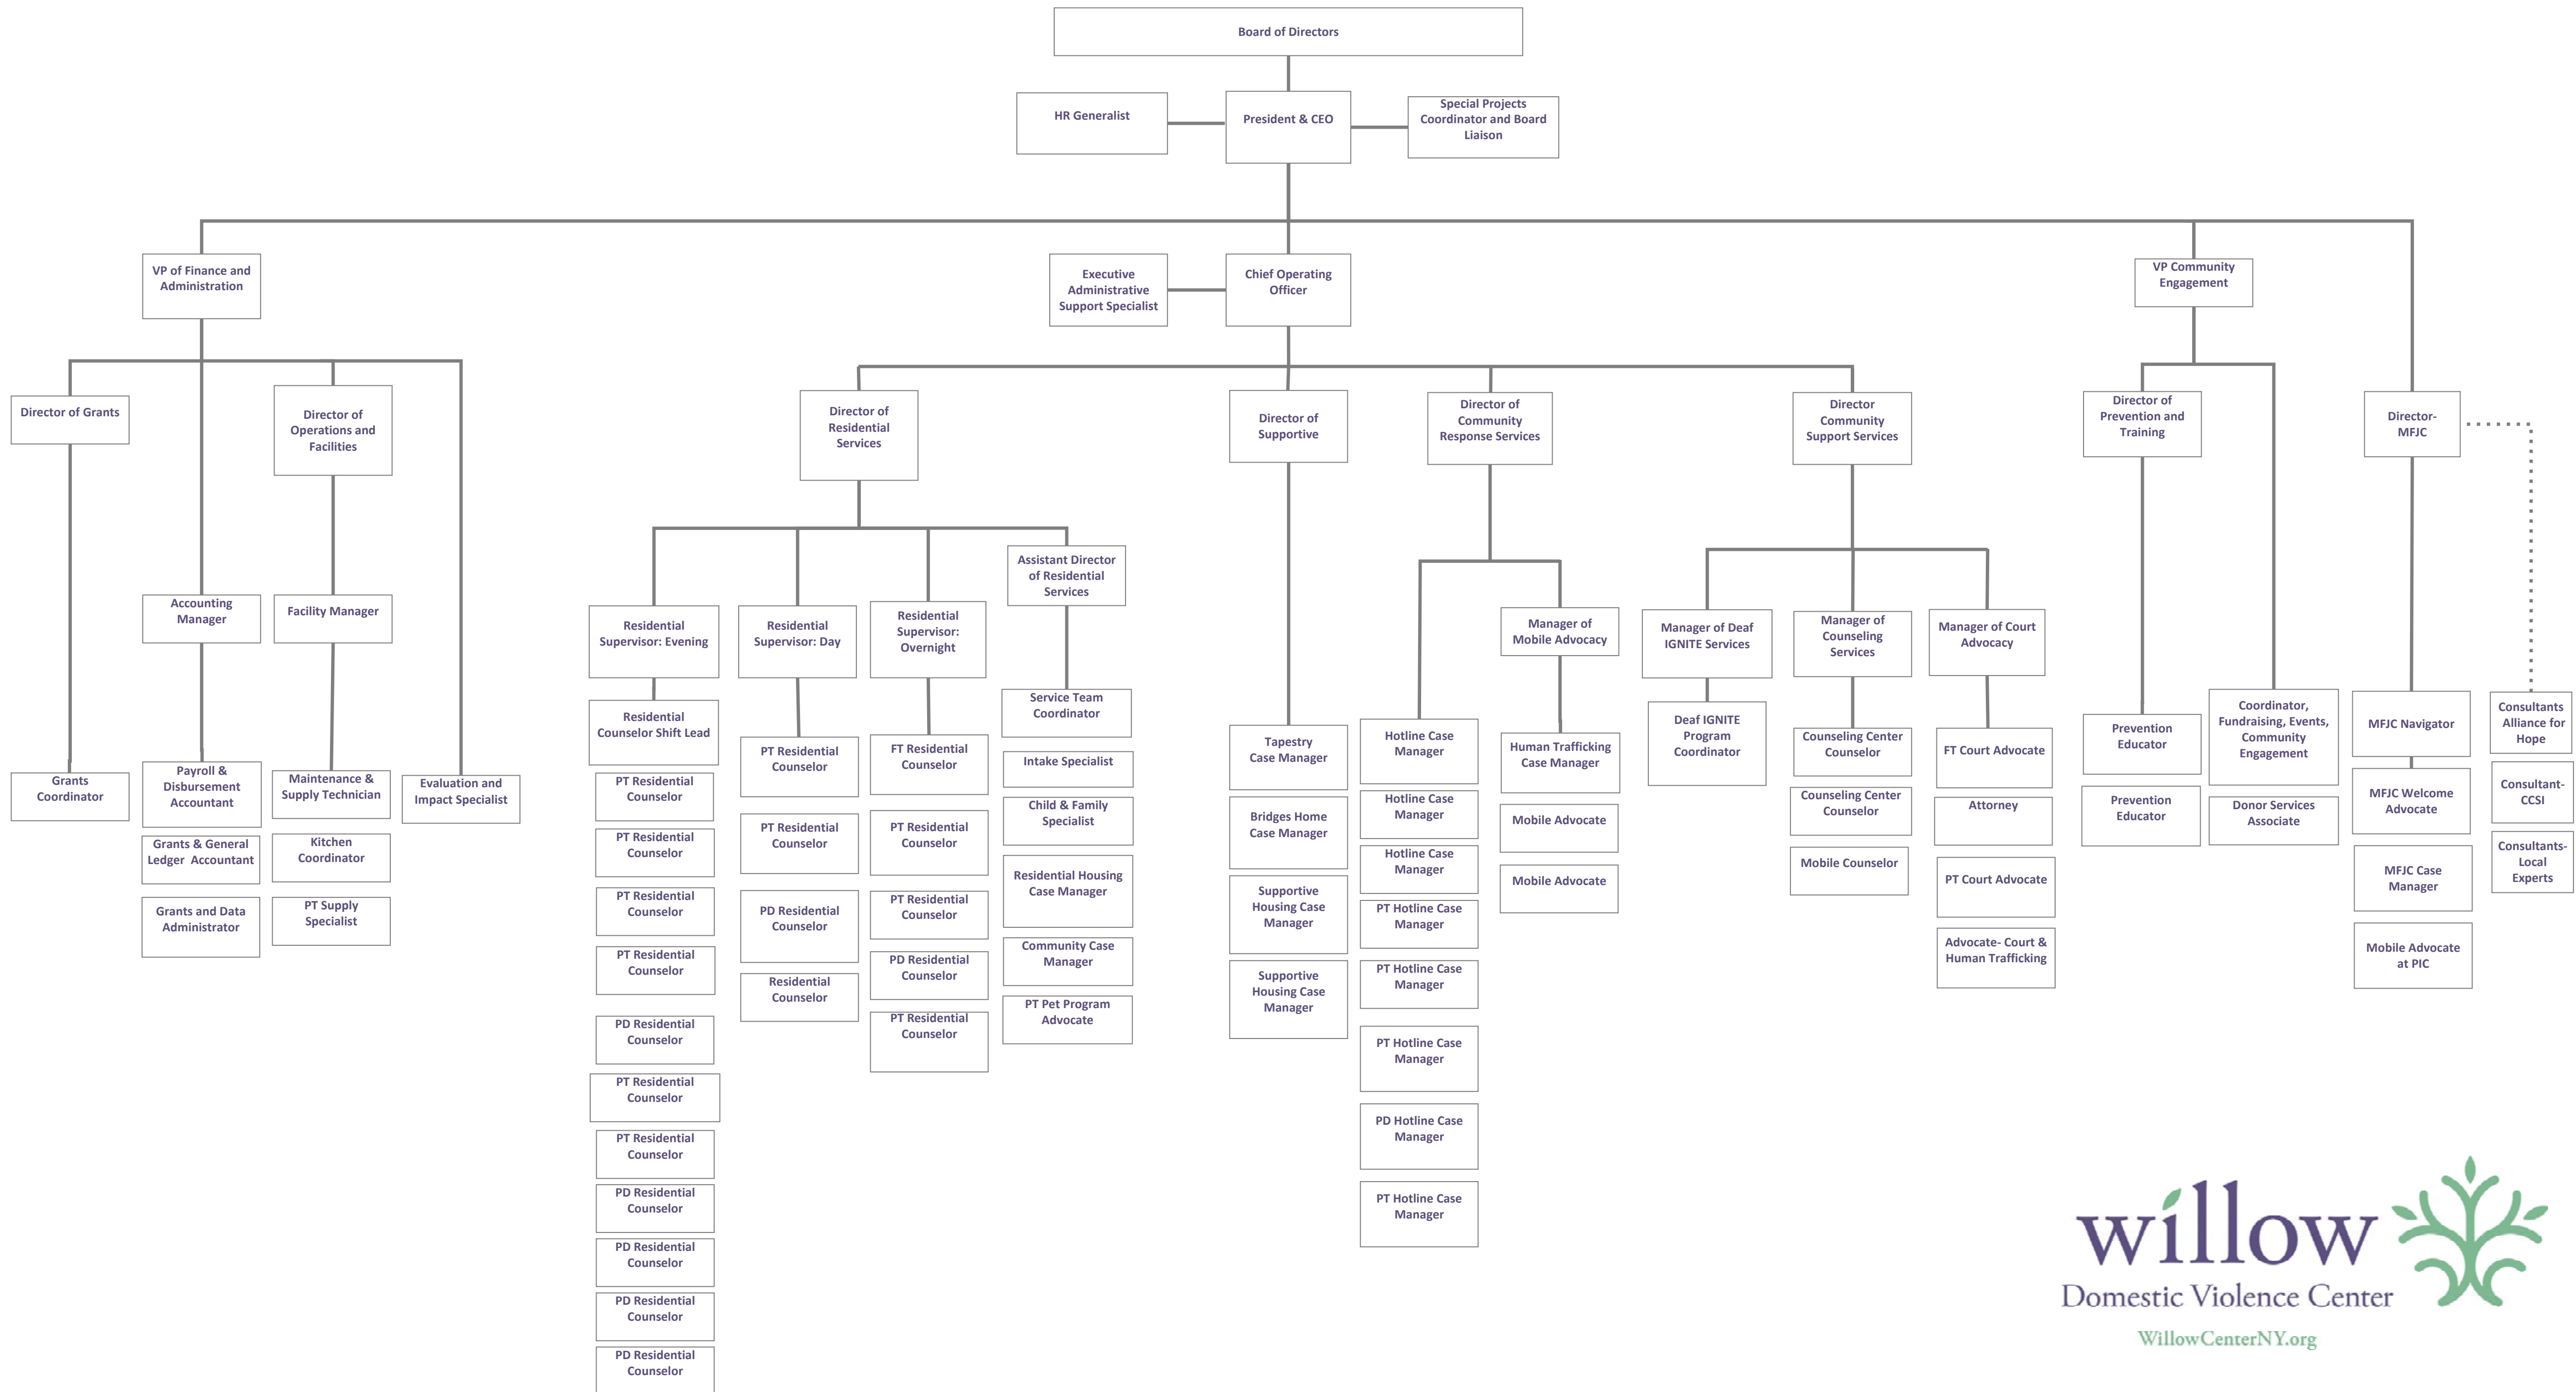 Board of Directors
HR Generalist
President & CEO
Special Projects
Coordinator and Board
Liaison
VP of Finance and
Administration
Executive
Administrative
Support Specialist
Chief Operating
Officer
VP Community
Engagement
Director of Grants
Director of
Operations and
Facilities
Director of
Residential
Services
Director of
Supportive
Director of
Community
Response Services
Director
Community
Support Services
Director of
Prevention and
Training
Director-
MFJC
Accounting
Manager
Facility Manager
Residential
Supervisor: Evening
Residential
Supervisor: Day
Residential
Supervisor:
Overnight
Assistant Director
of Residential
Services
Manager of
Mobile Advocacy
Manager of Deaf
IGNITE Services
Manager of
Counseling
Services
Manager of Court
Advocacy
Grants
Coordinator
Payroll &
Disbursement
Accountant
Grants & General
Ledger Accountant
Grants and Data
Administrator
Maintenance &
Supply Technician
Kitchen
Coordinator
PT Supply
Specialist
Evaluation and
Impact Specialist
Residential
Counselor Shift Lead
PT Residential
Counselor
PT Residential
Counselor
PT Residential
Counselor
PT Residential
Counselor
PD Residential
Counselor
PT Residential
Counselor
PT Residential
Counselor
PD Residential
Counselor
PD Residential
Counselor
PD Residential
Counselor
PD Residential
Counselor
PT Residential
Counselor
PT Residential
Counselor
PD Residential
Counselor
Residential
Counselor
FT Residential
Counselor
PT Residential
Counselor
PT Residential
Counselor
PD Residential
Counselor
PT Residential
Counselor
Service Team
Coordinator
Intake Specialist
Child & Family
Specialist
Residential Housing
Case Manager
Community Case
Manager
PT Pet Program
Advocate
Tapestry
Case Manager
Bridges Home
Case Manager
Supportive
Housing Case
Manager
Supportive
Housing Case
Manager
Hotline Case
Manager
Hotline Case
Manager
Hotline Case
Manager
PT Hotline Case
Manager
PT Hotline Case
Manager
PT Hotline Case
Manager
PD Hotline Case
Manager
PT Hotline Case
Manager
Human Trafficking
Case Manager
Mobile Advocate
Mobile Advocate
Deaf IGNITE
Program
Coordinator
Counseling Center
Counselor
Counseling Center
Counselor
Mobile Counselor
FT Court Advocate
Attorney
PT Court Advocate
Advocate- Court &
Human Trafficking
Prevention
Educator
Prevention
Educator
Coordinator,
Fundraising, Events,
Community
Engagement
Donor Services
Associate
MFJC Navigator
MFJC Welcome
Advocate
MFJC Case
Manager
Mobile Advocate
at PIC
Consultants
Alliance for
Hope
Consultant-
CCSI
Consultants-
Local
Experts
willow
Domestic Violence Center
WillowCenterNY.org